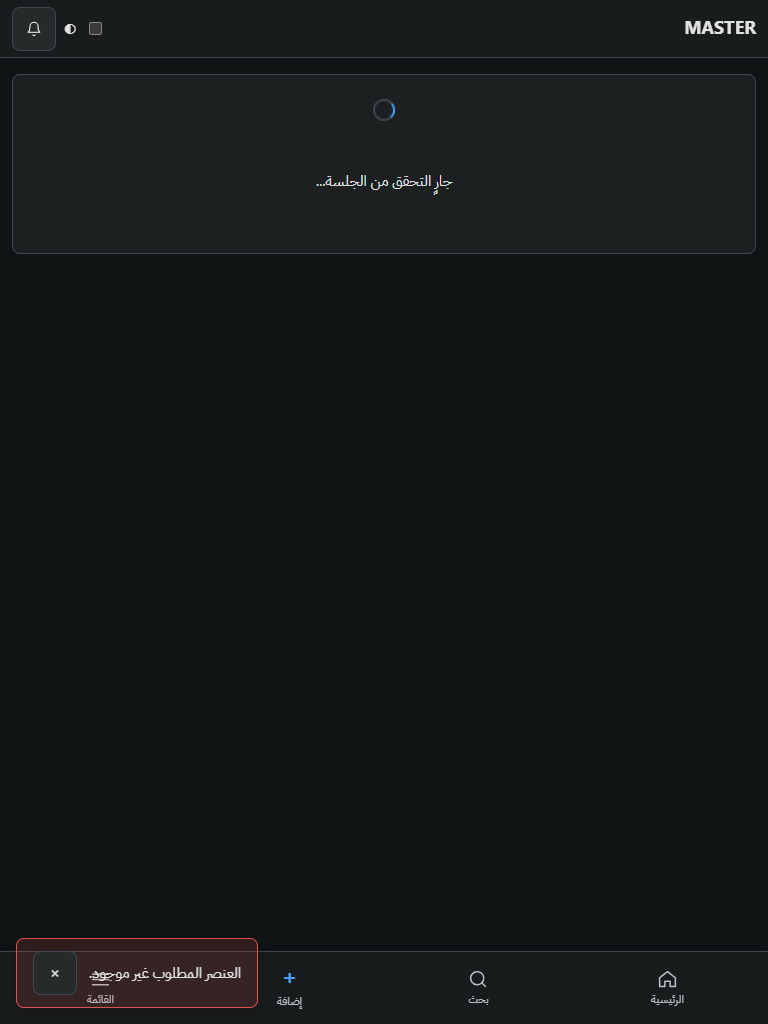 MASTER
جارٍ التحقق من الجلسة...
الرئيسية
بحث
إضافة
القائمة
العنصر المطلوب غير موجود.